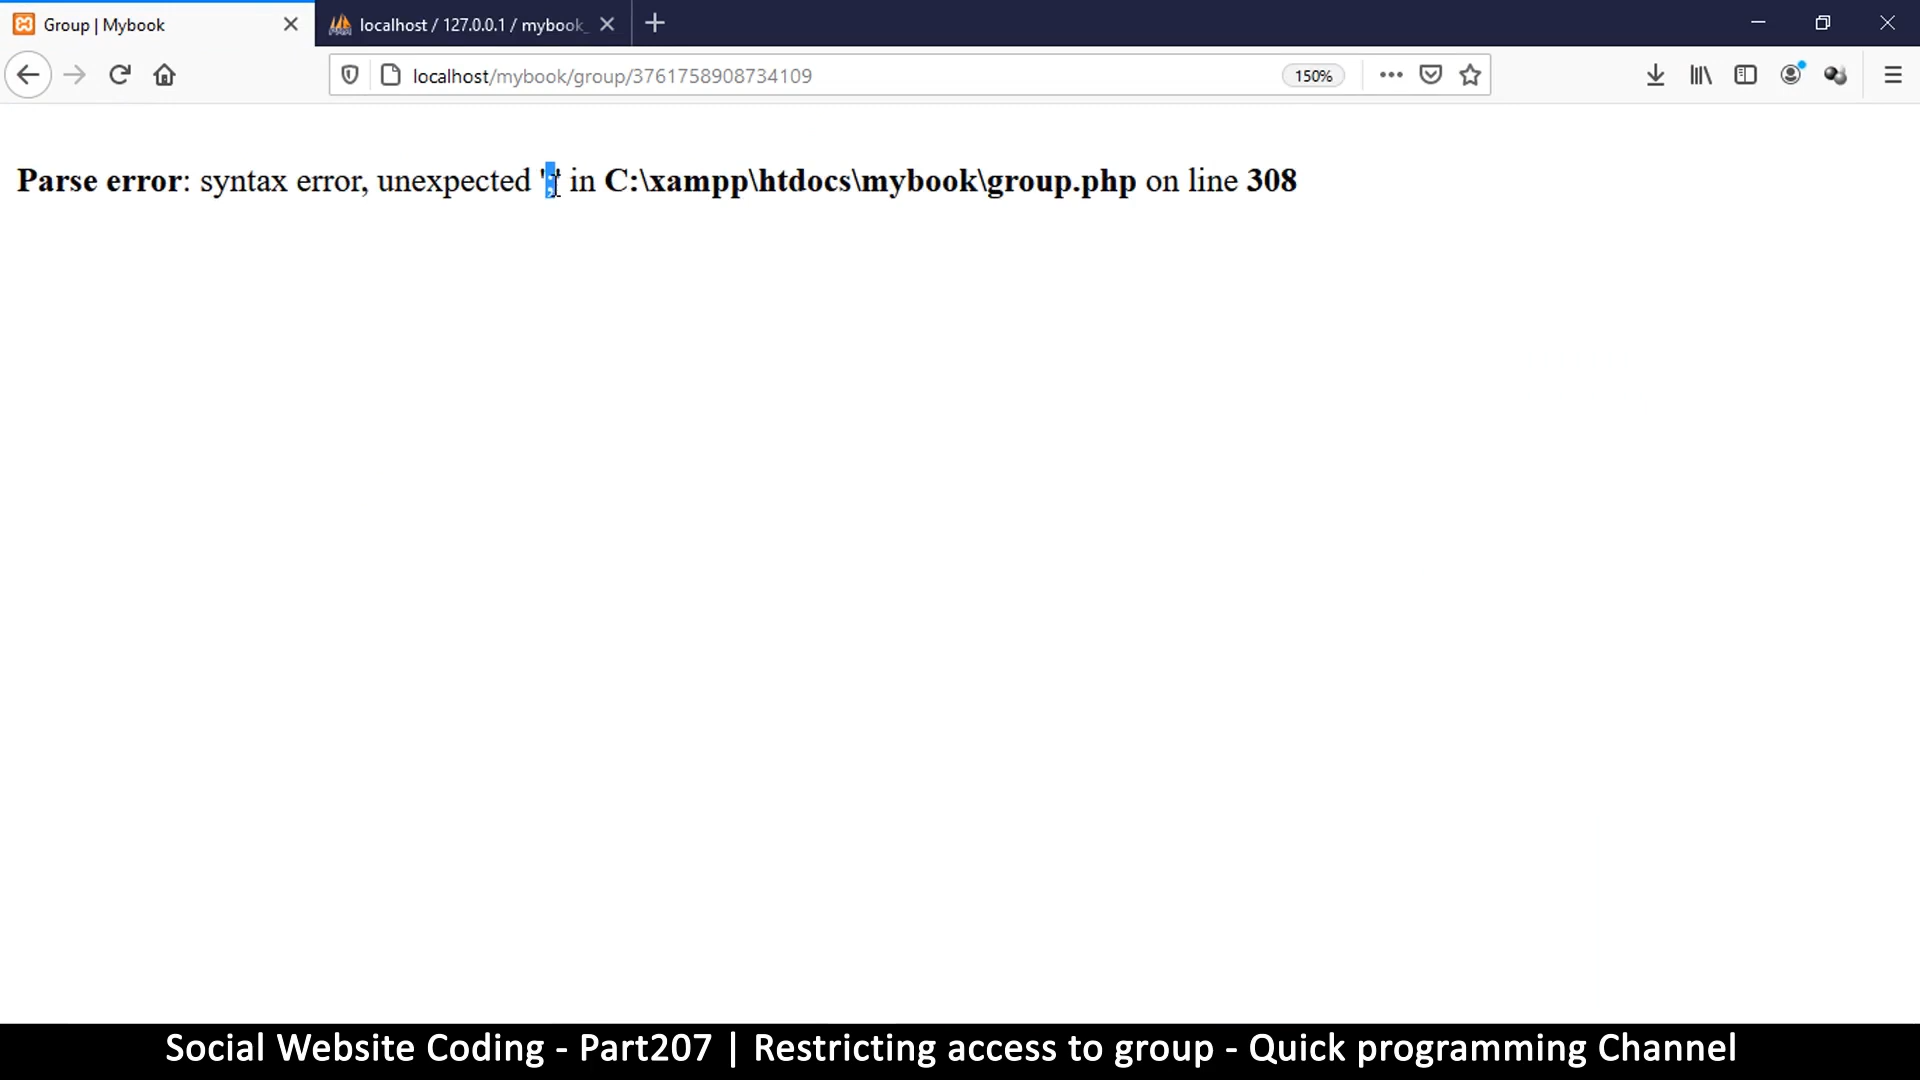 Group | Mybook
localhost / 127.0.0.1 / mybook_
localhost/mybook/group/3761758908734109
150%
Parse error: syntax error, unexpected ';' in C:\xampp\htdocs\mybook\group.php on line 308
Social Website Coding - Part207 | Restricting access to group - Quick programming Channel